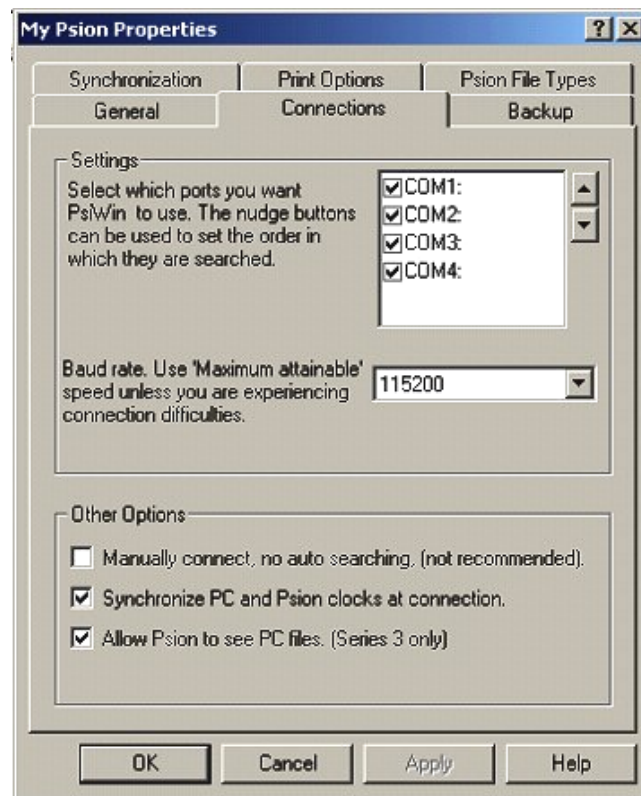 My Psion Properties
Synchronization Print Options Psion File Types
General Connections Backup
Settings
Select which ports you want
PsiWin to use. The nudge buttons
can be used to set the order in
which they are searched.
COM1:
COM2:
COM3:
COM4:
Baud rate. Use 'Maximum attainable'
speed unless you are experiencing
connection difficulties.
115200
Other Options
Manually connect, no auto searching, (not recommended).
Synchronize PC and Psion clocks at connection.
Allow Psion to see PC files. (Series 3 only)
OK Cancel Apply Help